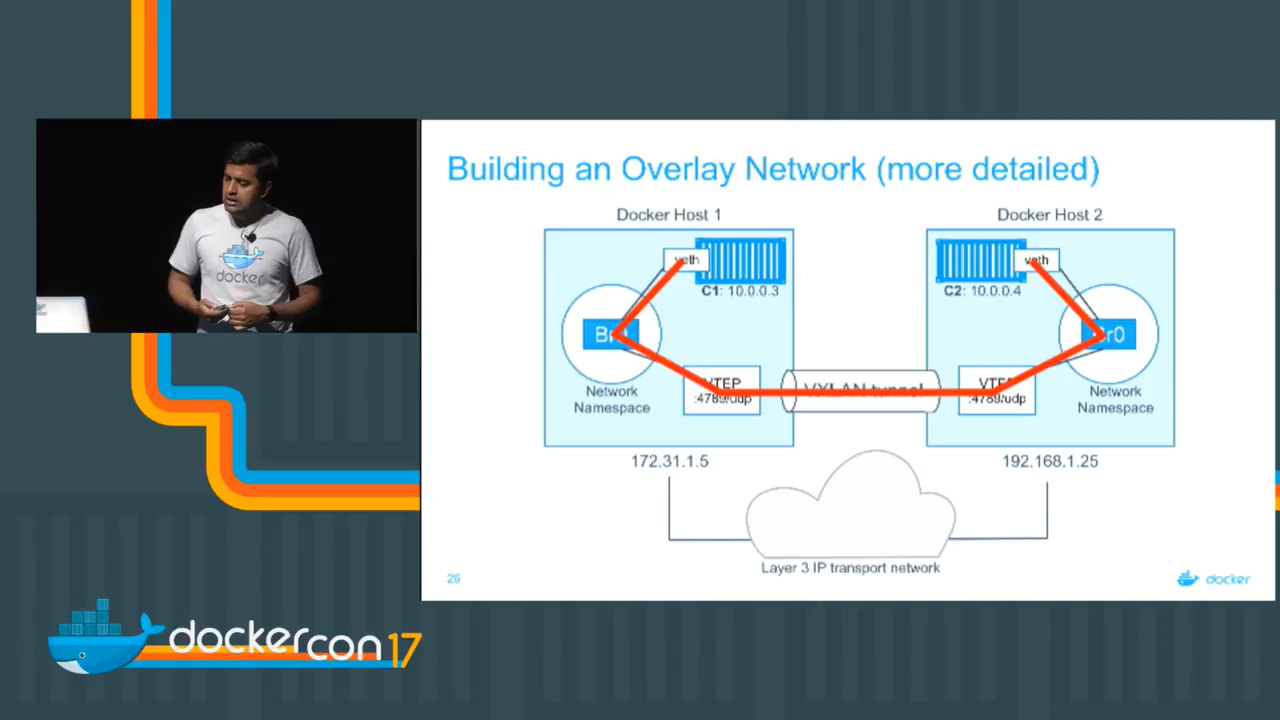 Building an Overlay Network (more detailed)
Docker Host 1
Docker Host 2
veth
veth
C1: 10.0.0.3
C2: 10.0.0.4
Br0
Br0
Network
Namespace
VTEP
:4789/udp
VXLAN tunnel
VTEP
:4789/udp
Network
Namespace
172.31.1.5
192.168.1.25
Layer 3 IP transport network
26
docker
docker
dockercon 17